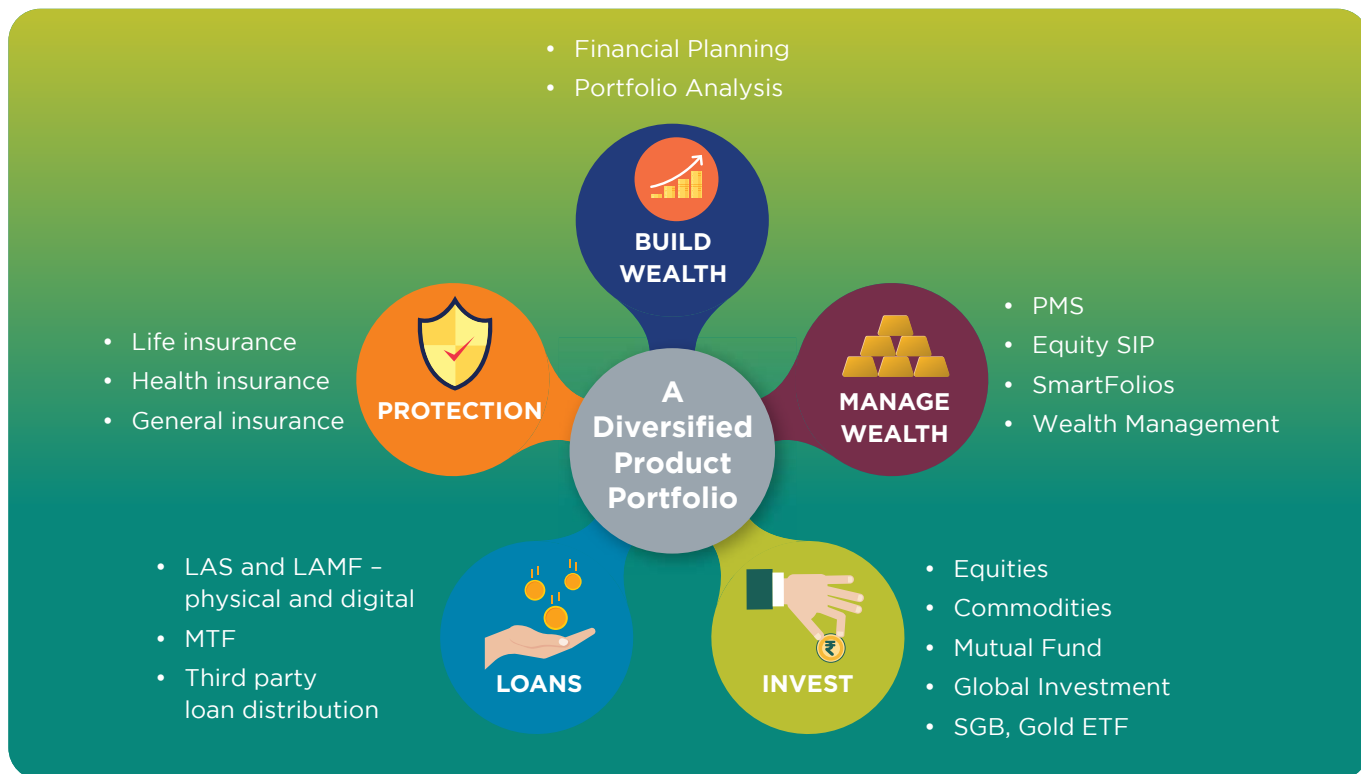 • Financial Planning
• Portfolio Analysis
BUILD
WEALTH
• PMS
• Equity SIP
• SmartFolios
• Wealth Management
MANAGE
WEALTH
• Life insurance
• Health insurance
• General insurance
PROTECTION
A
Diversified
Product
Portfolio
• LAS and LAMF –
physical and digital
• MTF
• Third party
loan distribution
LOANS
₹
INVEST
• Equities
• Commodities
• Mutual Fund
• Global Investment
• SGB, Gold ETF